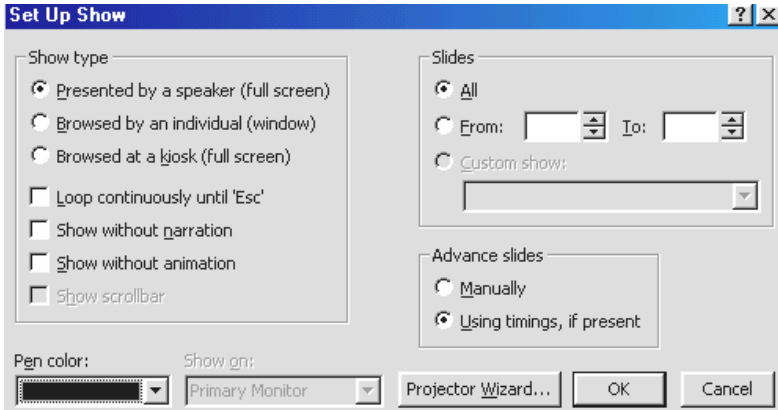 Set Up Show
Show type
Presented by a speaker (full screen)
Browsed by an individual (window)
Browsed at a kiosk (full screen)
Loop continuously until 'Esc'
Show without narration
Show without animation
Show scrollbar
Slides
All
From: To:
Custom show:
Advance slides
Manually
Using timings, if present
Pen color:
Show on:
Primary Monitor
Projector Wizard...
OK
Cancel